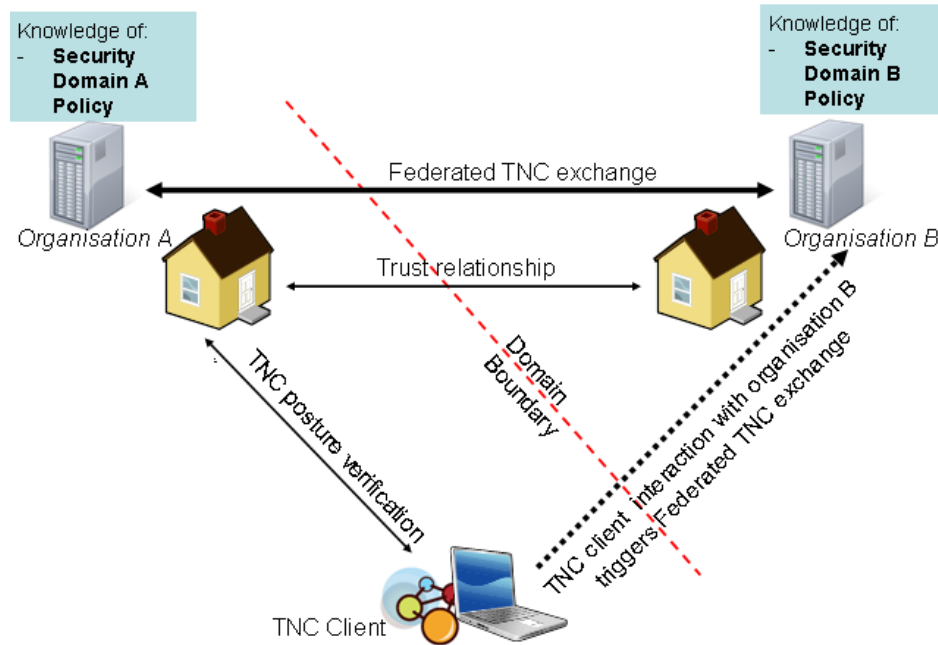 Knowledge of:
- Security
Domain A
Policy
Knowledge of:
- Security
Domain B
Policy
Federated TNC exchange
Organisation A
Organisation B
Trust relationship
Domain
Boundary
TNC posture verification
TNC client interaction with organisation B
triggers Federated TNC exchange
TNC Client